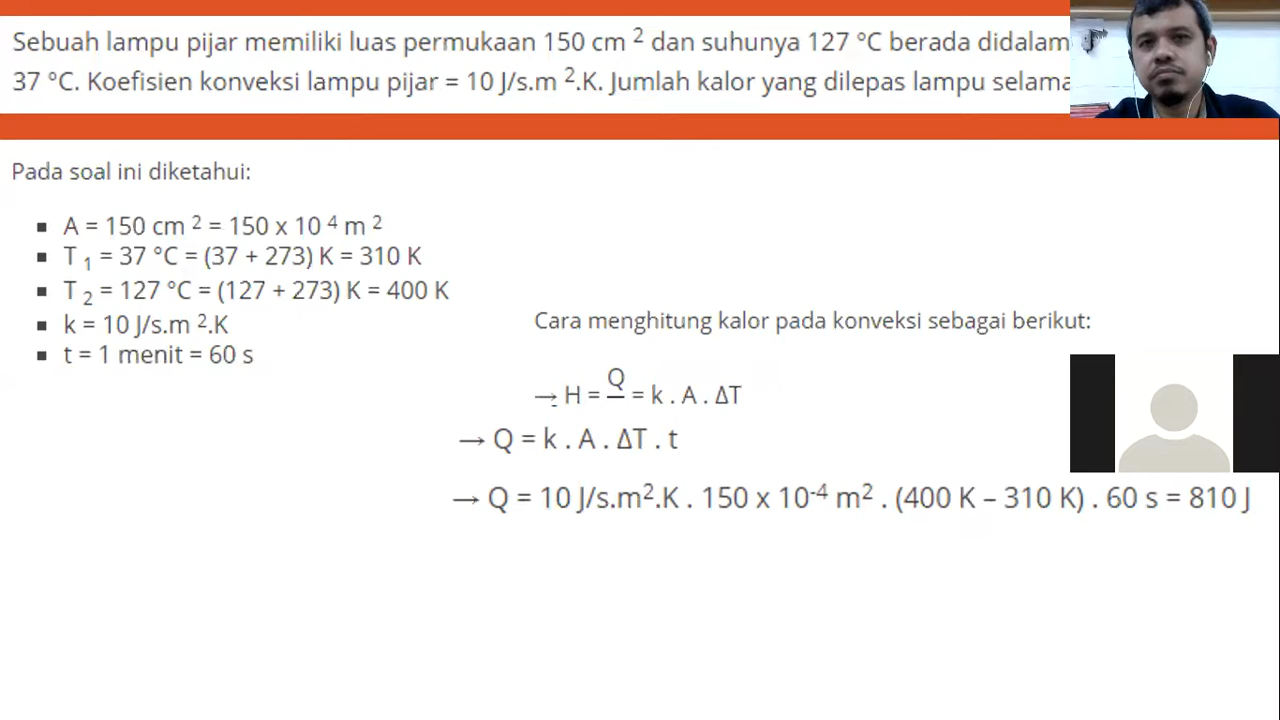 Sebuah lampu pijar memiliki luas permukaan 150 cm 2 dan suhunya 127 °C berada didalam
37 °C. Koefisien konveksi lampu pijar = 10 J/s.m 2.K. Jumlah kalor yang dilepas lampu selama
Pada soal ini diketahui:
▪ A = 150 cm 2 = 150 x 10 4 m 2
▪ T 1 = 37 °C = (37 + 273) K = 310 K
▪ T 2 = 127 °C = (127 + 273) K = 400 K
▪ k = 10 J/s.m 2.K
▪ t = 1 menit = 60 s
Cara menghitung kalor pada konveksi sebagai berikut:
→ H = Q = k . A . ΔT
→ Q = k . A . ΔT . t
→ Q = 10 J/s.m².K . 150 x 10⁻⁴ m² . (400 K – 310 K) . 60 s = 810 J